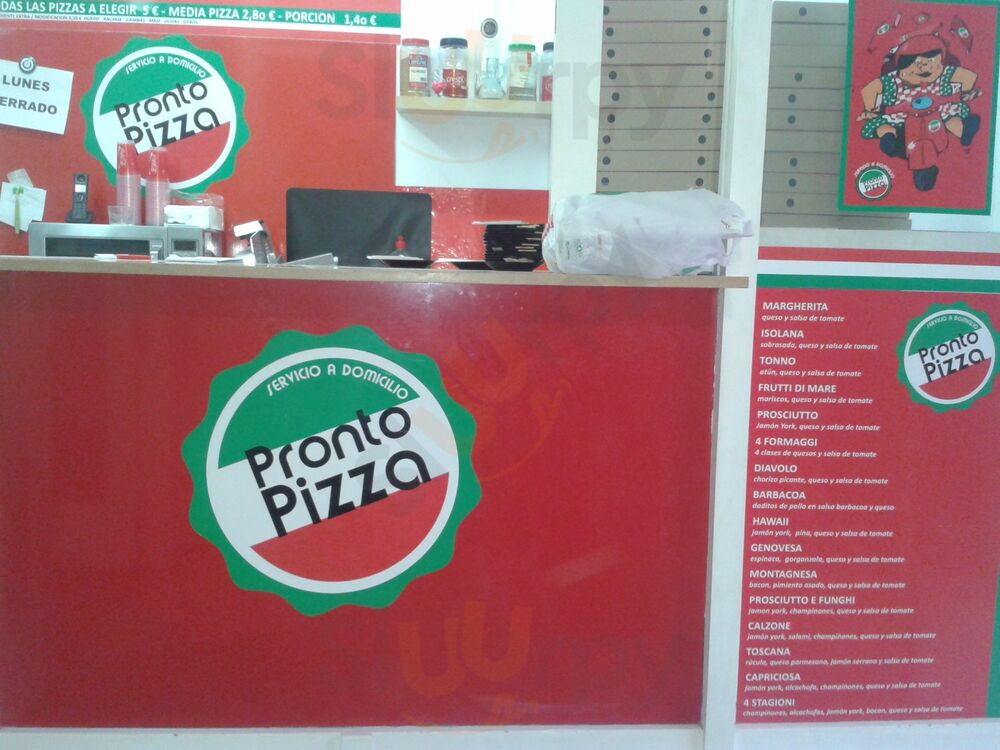 DAS LAS PIZZAS A ELEGIR 5 € - MEDIA PIZZA 2,80 € - PORCION 1,40 €
LUNES
ERRADO
SERVICIO A DOMICILIO
Pronto
Pizza
SERVICIO A DOMICILIO
Pronto
Pizza
SERVICIO A DOMICILIO
Pronto
Pizza
MARGHERITA
queso y salsa de tomate
ISOLANA
sobrasada, queso y salsa de tomate
TONNO
atún, queso y salsa de tomate
FRUTTI DI MARE
mariscos, queso y salsa de tomate
PROSCIUTTO
Jamón York, queso y salsa de tomate
4 FORMAGGI
4 clases de quesos y salsa de tomate
DIAVOLO
chorizo picante, queso y salsa de tomate
BARBACOA
daditos de pollo en salsa barbacoa y queso
HAWAII
jamón york, piña, queso y salsa de tomate
GENOVESA
espinaca, gorgonzola, queso y salsa de tomate
MONTAGNESA
bacon, pimiento asado, queso y salsa de tomate
PROSCIUTTO E FUNGHI
jamon york, champiñones, queso y salsa de tomate
CALZONE
jamón york, salami, champiñones, queso y salsa de tomate
TOSCANA
rúcula, queso parmesano, jamón serrano y salsa de tomate
CAPRICIOSA
jamón york, alcachofa, champiñones, queso y salsa de tomate
4 STAGIONI
champiñones, alcachofas, jamón york, bacon, queso y salsa de tomate